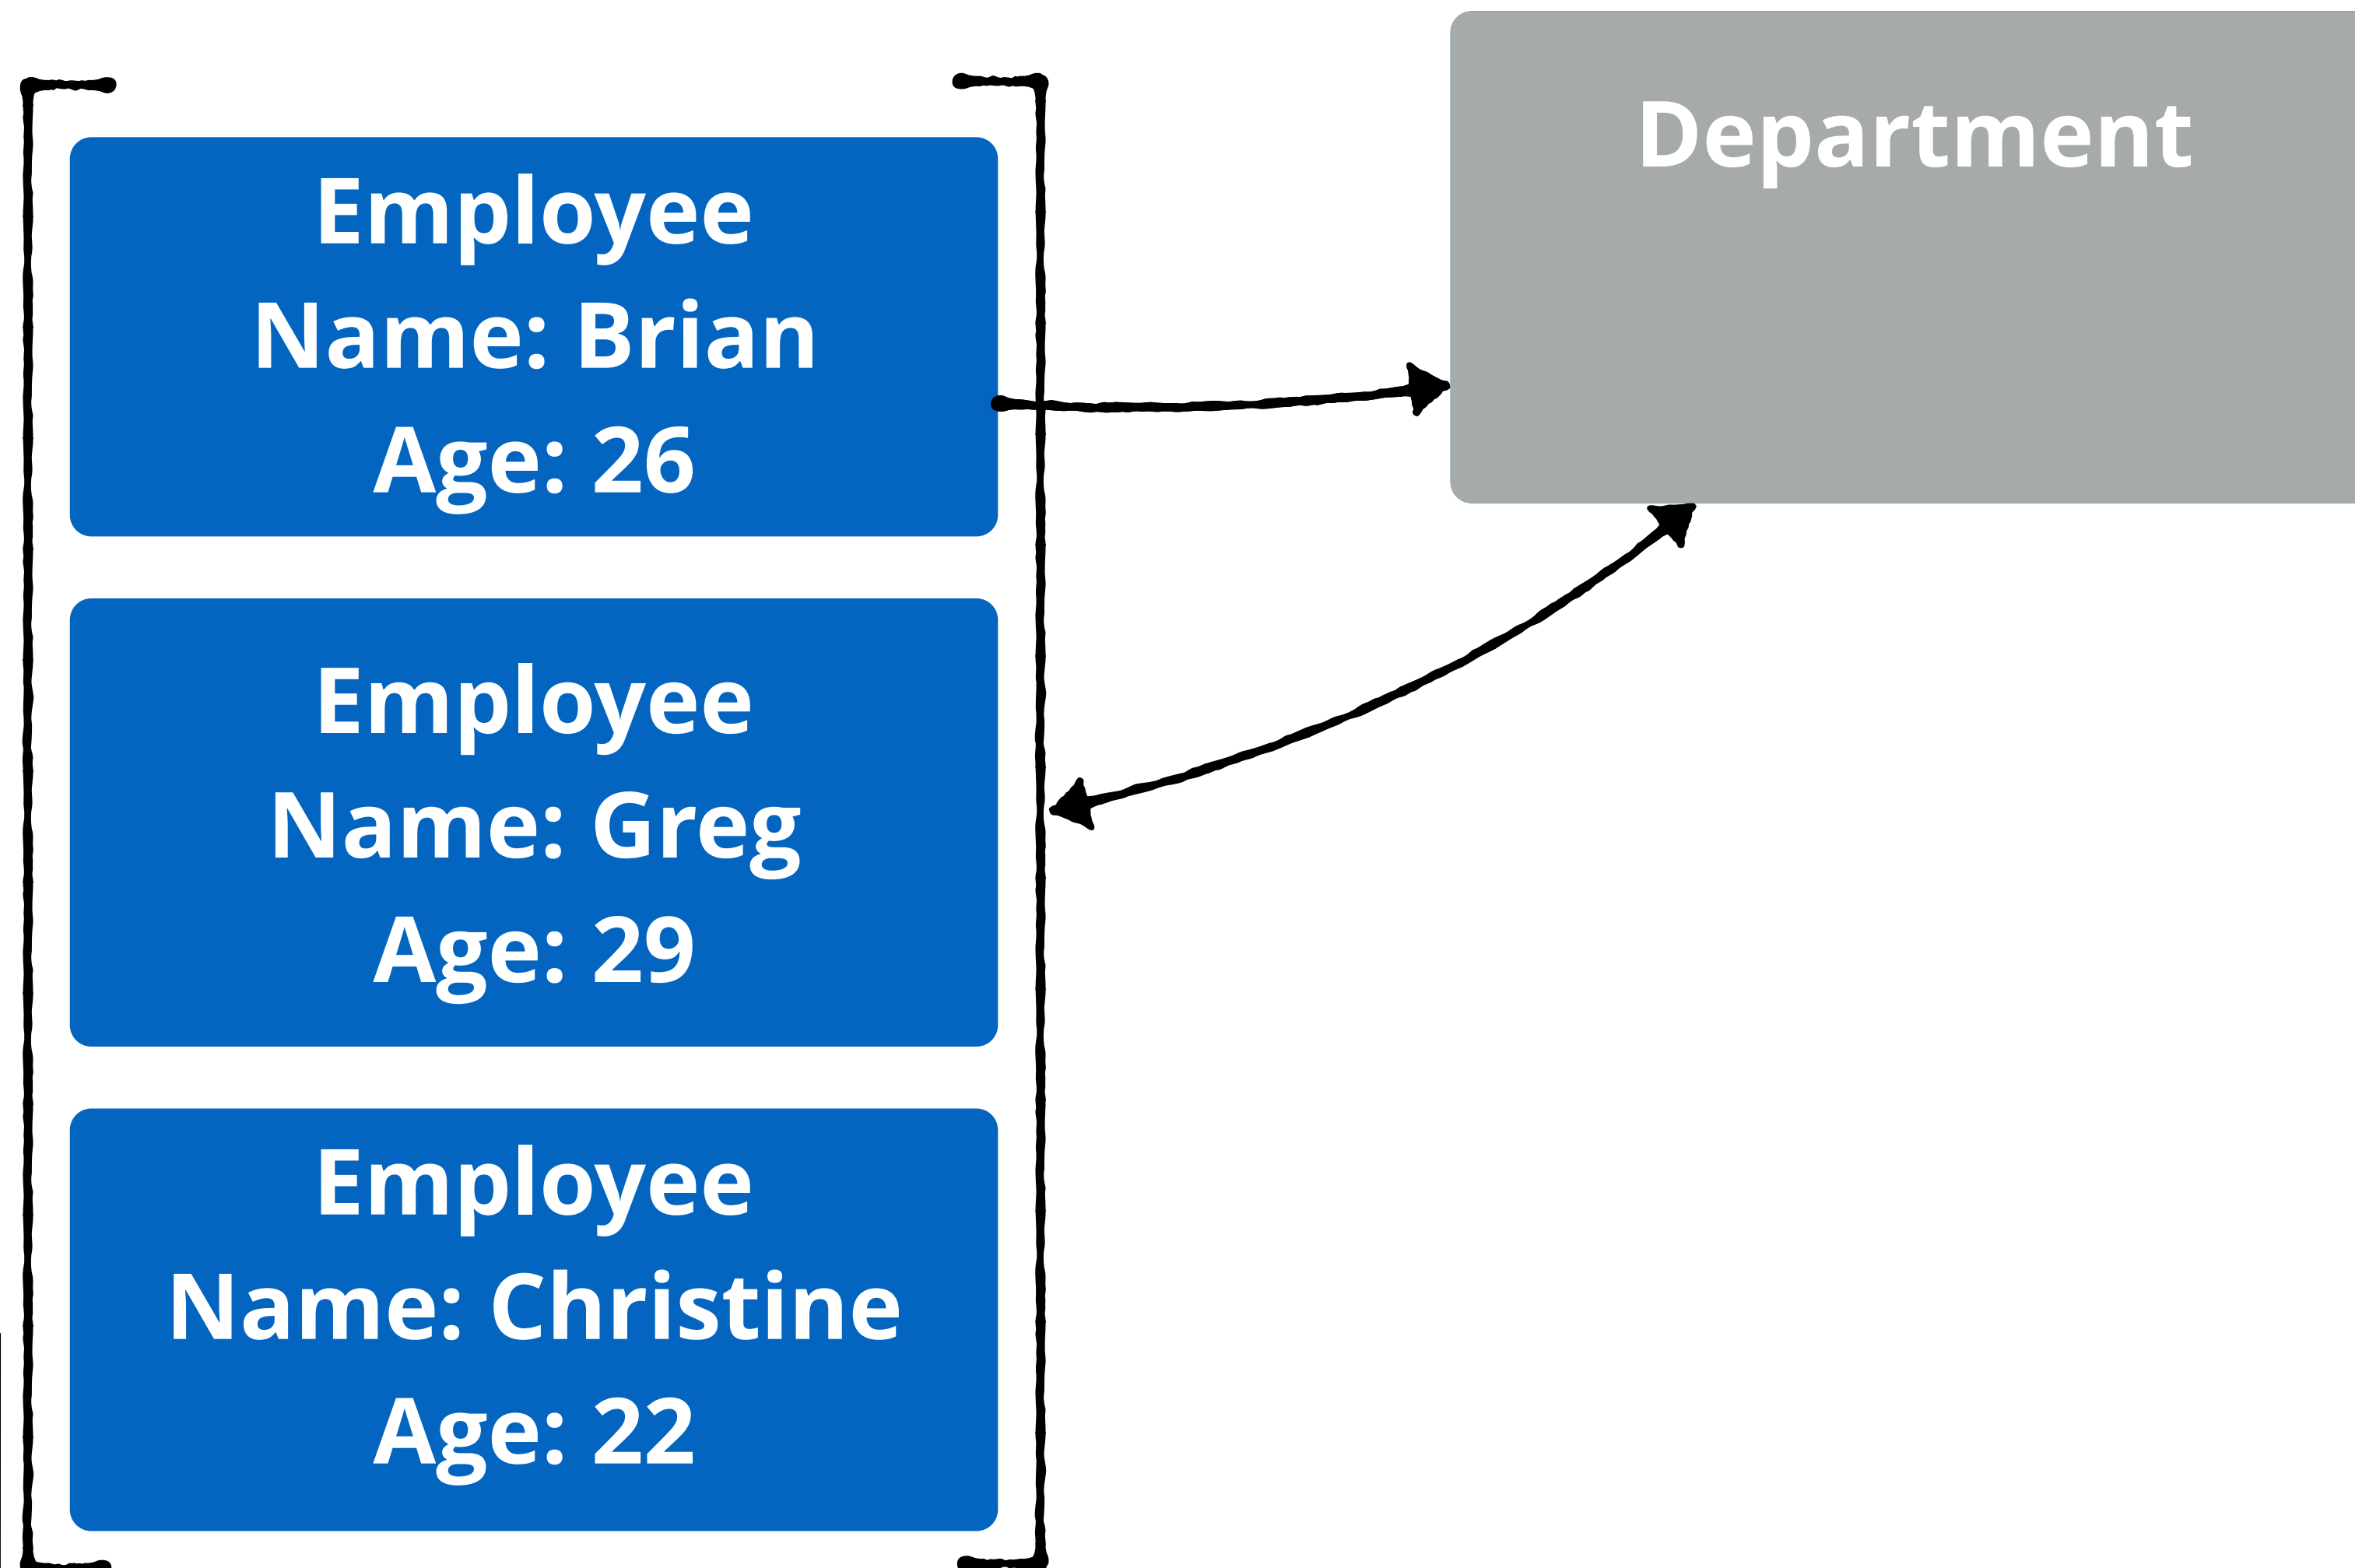 Department
Employee
Name: Brian
Age: 26
Employee
Name: Greg
Age: 29
Employee
Name: Christine
Age: 22